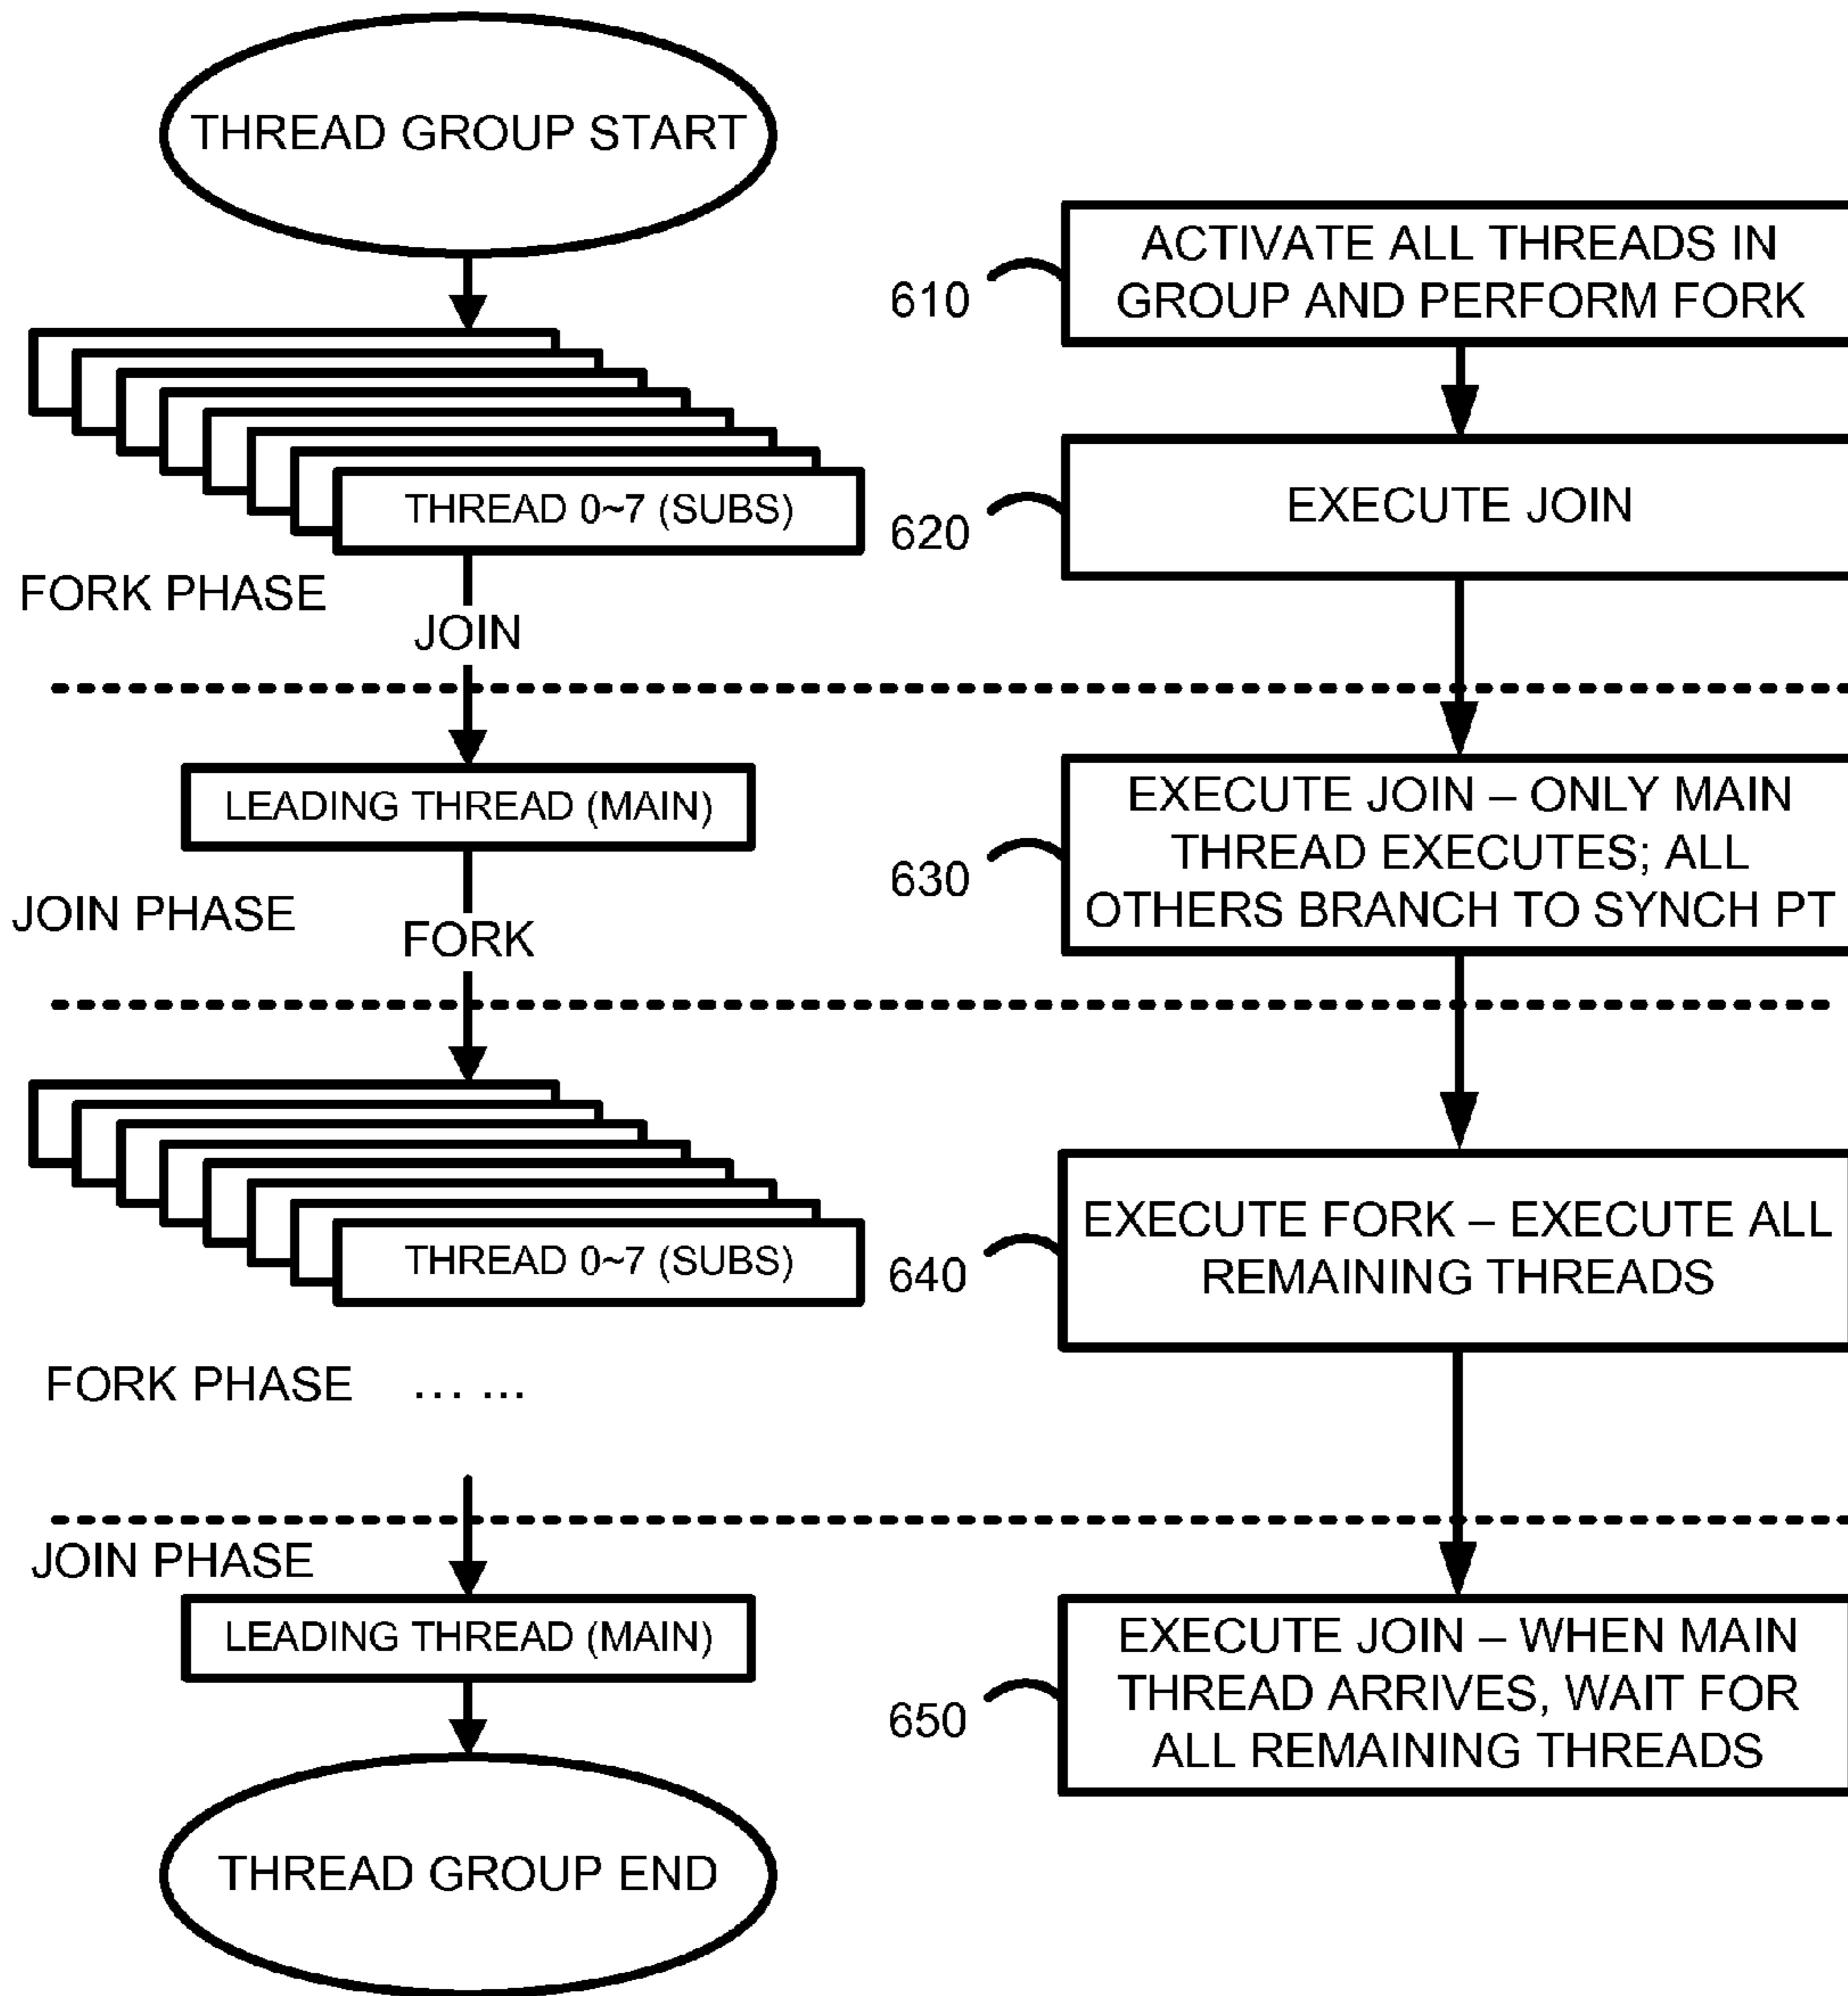 THREAD GROUP START
THREAD 0~7 (SUBS)
FORK PHASE
JOIN
LEADING THREAD (MAIN)
JOIN PHASE
FORK
THREAD 0~7 (SUBS)
FORK PHASE ... ...
JOIN PHASE
LEADING THREAD (MAIN)
THREAD GROUP END
610
ACTIVATE ALL THREADS IN
GROUP AND PERFORM FORK
620
EXECUTE JOIN
630
EXECUTE JOIN – ONLY MAIN
THREAD EXECUTES; ALL
OTHERS BRANCH TO SYNCH PT
640
EXECUTE FORK – EXECUTE ALL
REMAINING THREADS
650
EXECUTE JOIN – WHEN MAIN
THREAD ARRIVES, WAIT FOR
ALL REMAINING THREADS